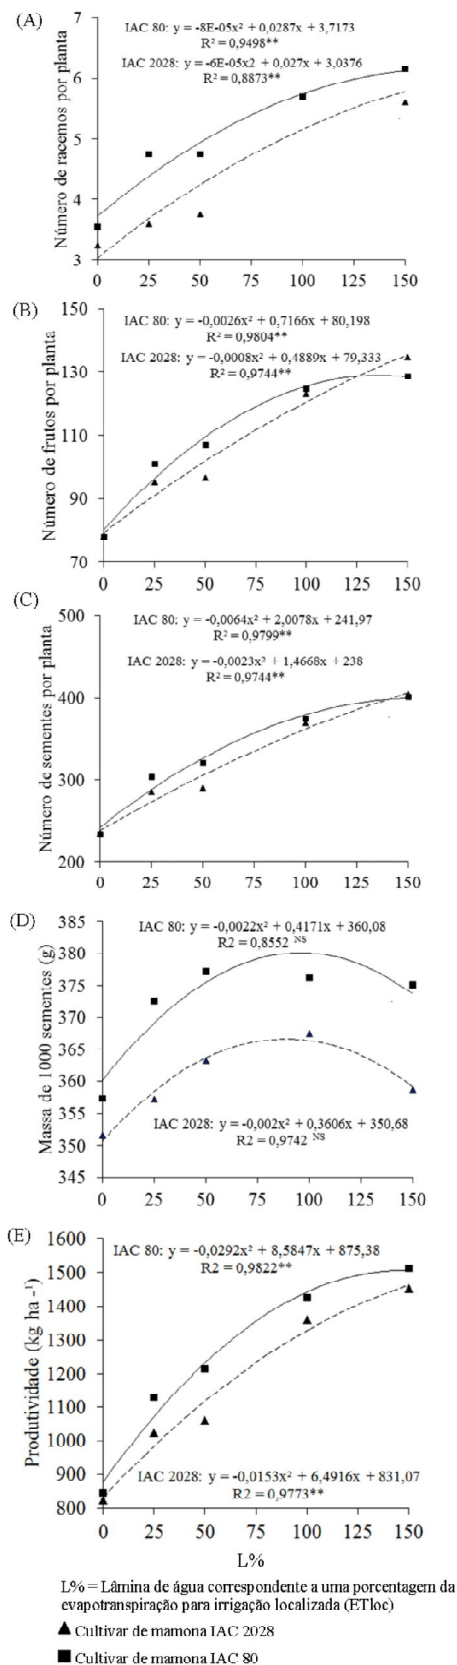 (A)
7
IAC 80: y = -8E-05x² + 0,0287x + 3,7173
R² = 0,9498**
IAC 2028: y = -6E-05x2 + 0,027x + 3,0376
R² = 0,8873**
6
5
4
3
Número de racemos por planta
0 25 50 75 100 125 150
(B)
150
IAC 80: y = -0,0026x² + 0,7166x + 80,198
R² = 0,9804**
IAC 2028: y = -0,0008x² + 0,4889x + 79,333
R² = 0,9744**
130
110
90
70
Número de frutos por planta
0 25 50 75 100 125 150
(C)
500
IAC 80: y = -0,0064x² + 2,0078x + 241,97
R² = 0,9799**
IAC 2028: y = -0,0023x² + 1,4668x + 238
R² = 0,9744**
400
300
200
Número de sementes por planta
0 25 50 75 100 125 150
(D)
385
IAC 80: y = -0,0022x² + 0,4171x + 360,08
R2 = 0,8552 NS
380
375
370
365
360
355
350
345
Massa de 1000 sementes (g)
IAC 2028: y = -0,002x² + 0,3606x + 350,68
R2 = 0,9742 NS
0 25 50 75 100 125 150
(E)
1600
IAC 80: y = -0,0292x² + 8,5847x + 875,38
R2 = 0,9822**
1500
1400
1300
1200
1100
1000
900
800
Produtividade (kg ha -¹)
IAC 2028: y = -0,0153x² + 6,4916x + 831,07
R2 = 0,9773**
0 25 50 75 100 125 150
L%
L% = Lâmina de água correspondente a uma porcentagem da
evapotranspiração para irrigação localizada (ETloc)
▲ Cultivar de mamona IAC 2028
■ Cultivar de mamona IAC 80